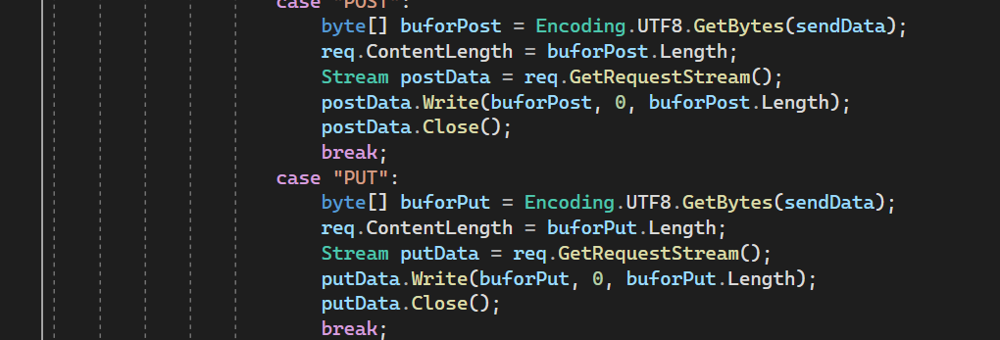 case "POST":
byte[] buforPost = Encoding.UTF8.GetBytes(sendData);
req.ContentLength = buforPost.Length;
Stream postData = req.GetRequestStream();
postData.Write(buforPost, 0, buforPost.Length);
postData.Close();
break;
case "PUT":
byte[] buforPut = Encoding.UTF8.GetBytes(sendData);
req.ContentLength = buforPut.Length;
Stream putData = req.GetRequestStream();
putData.Write(buforPut, 0, buforPut.Length);
putData.Close();
break;